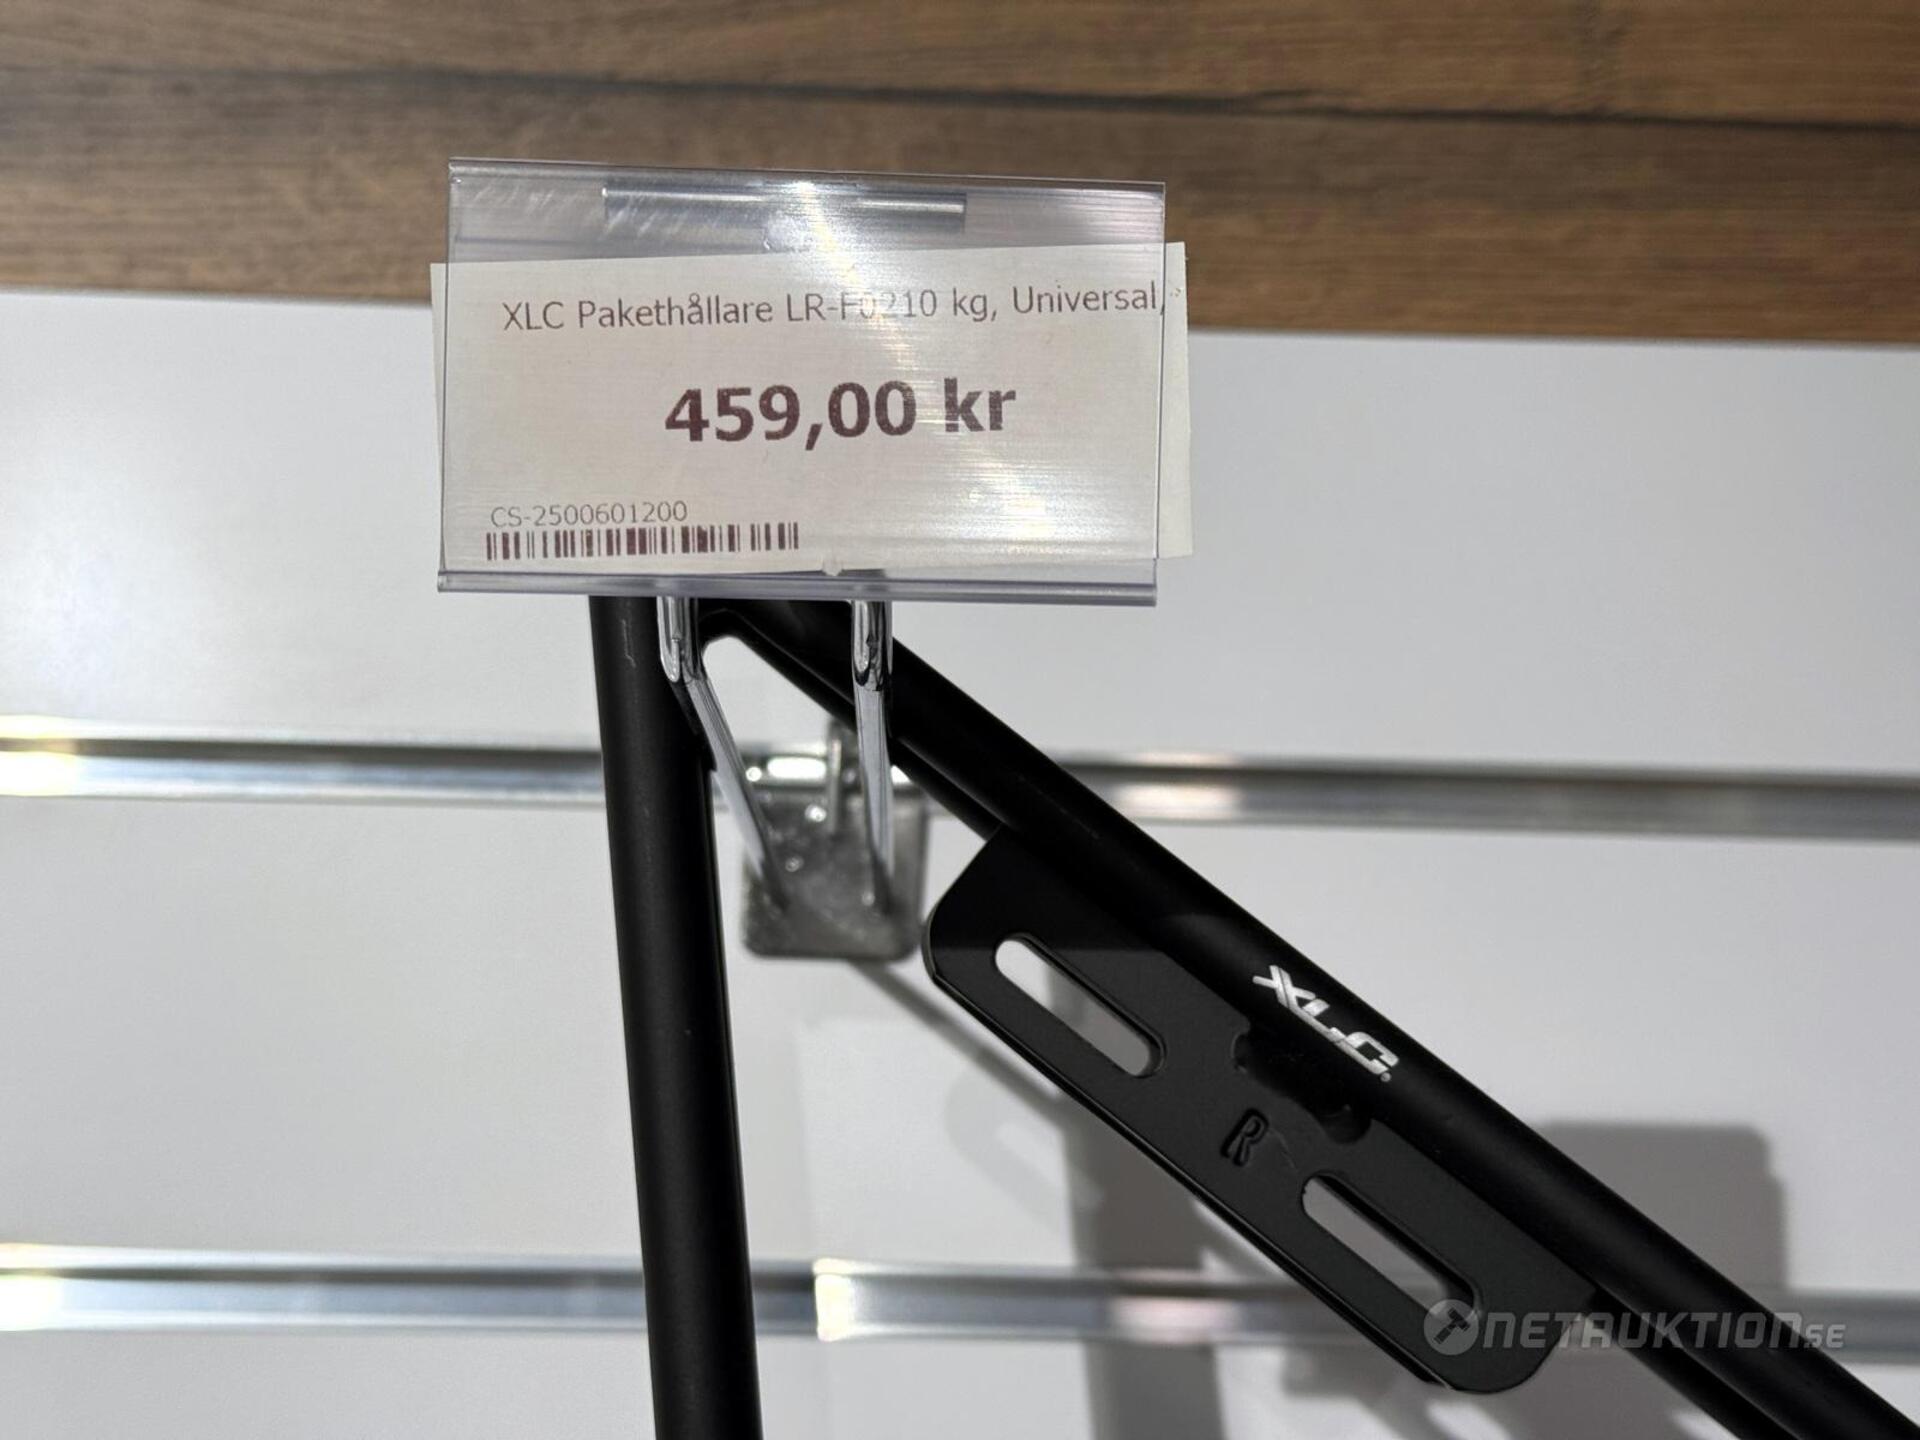 XLC Pakethållare LR-F0210 kg, Universal,
459,00 kr
CS-2500601200
XLC
R
NETAUKTION.SE